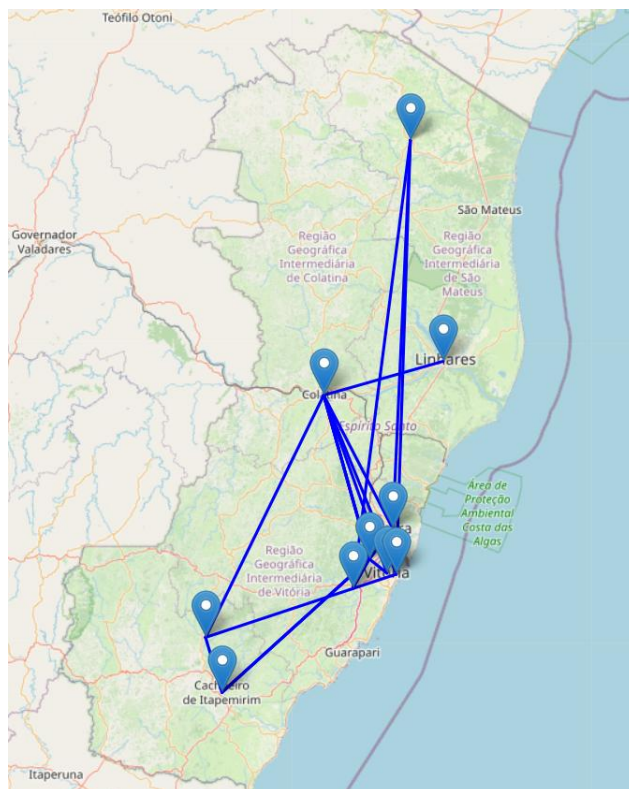 Teófilo Otoni
São Mateus
Governador
Valadares
Região
Geográfica
Intermediária
de Colatina
Região
Geográfica
Intermediária
de São
Mateus
Linhares
Colatina
Espírito Santo
Área de
Proteção
Ambiental
Costa das
Algas
Região
Geográfica
Intermediária
de Vitória
Vitória
Guarapari
de Itapemirim
Itaperuna